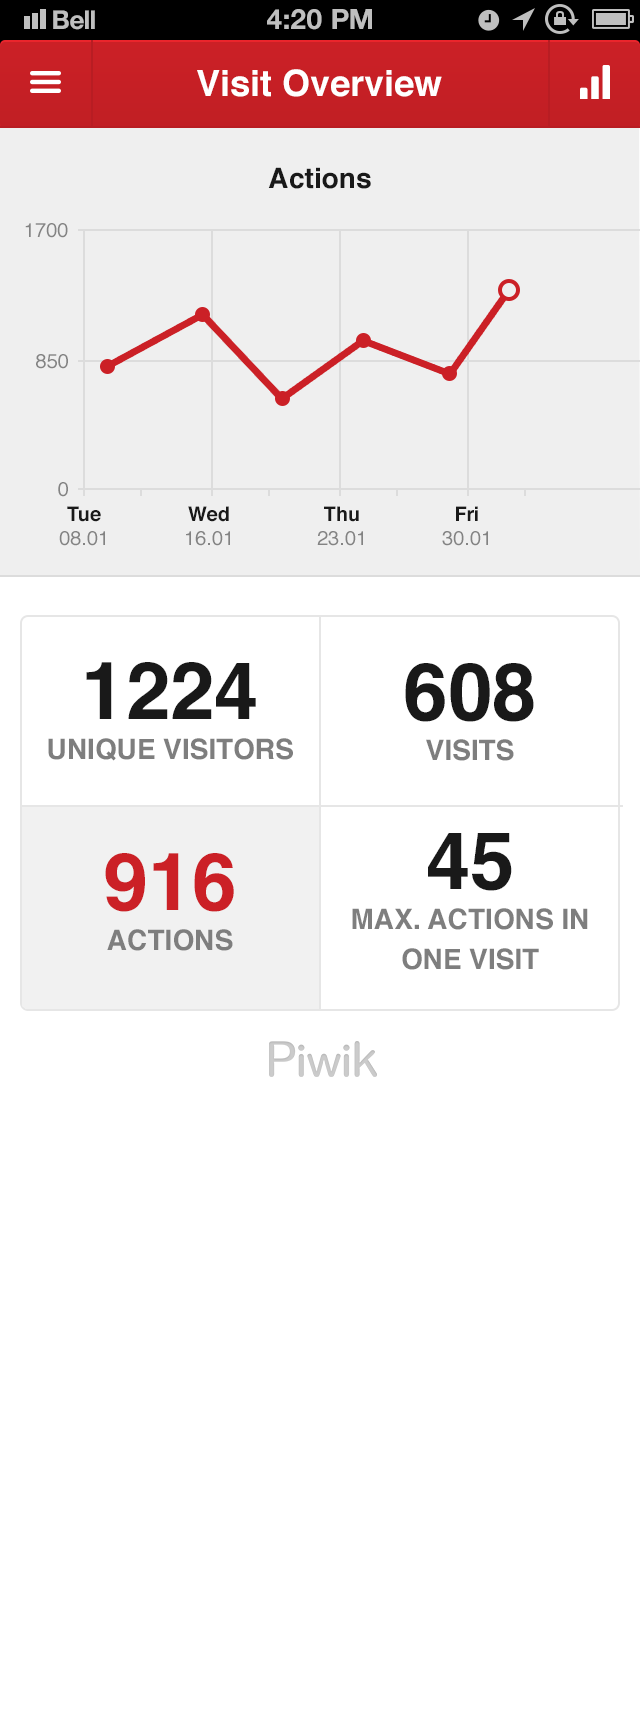 Bell 4:20 PM
Visit Overview
Actions
1700
850
0
Tue Wed Thu Fri
08.01 16.01 23.01 30.01
1224 608
UNIQUE VISITORS VISITS
916
ACTIONS
45
MAX. ACTIONS IN
ONE VISIT
Piwik